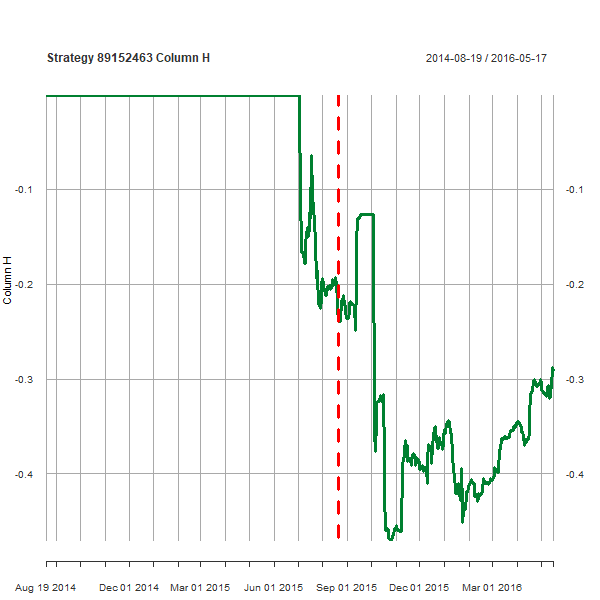 Strategy 89152463 Column H
2014-08-19 / 2016-05-17
Column H
-0.1
-0.1
-0.2
-0.2
-0.3
-0.3
-0.4
-0.4
Aug 19 2014
Dec 01 2014
Mar 01 2015
Jun 01 2015
Sep 01 2015
Dec 01 2015
Mar 01 2016